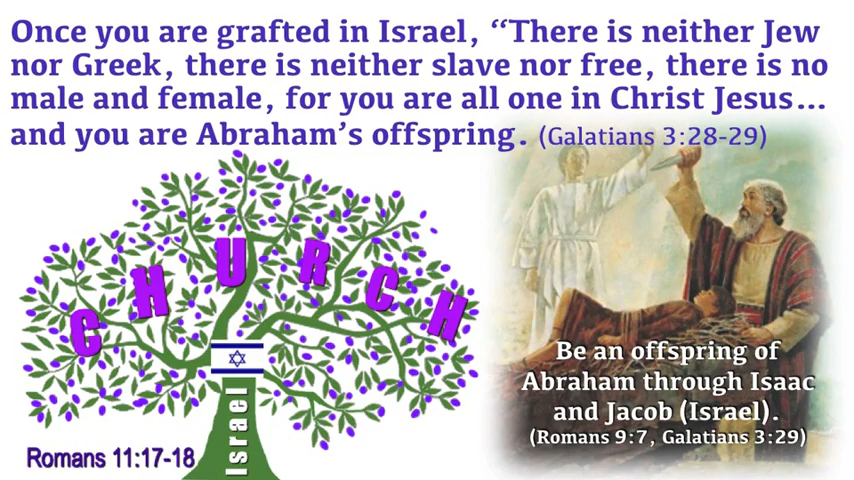 Once you are grafted in Israel, “There is neither Jew
nor Greek, there is neither slave nor free, there is no
male and female, for you are all one in Christ Jesus...
and you are Abraham’s offspring. (Galatians 3:28-29)
CHURCH
Israel
Romans 11:17-18
Be an offspring of
Abraham through Isaac
and Jacob (Israel).
(Romans 9:7, Galatians 3:29)